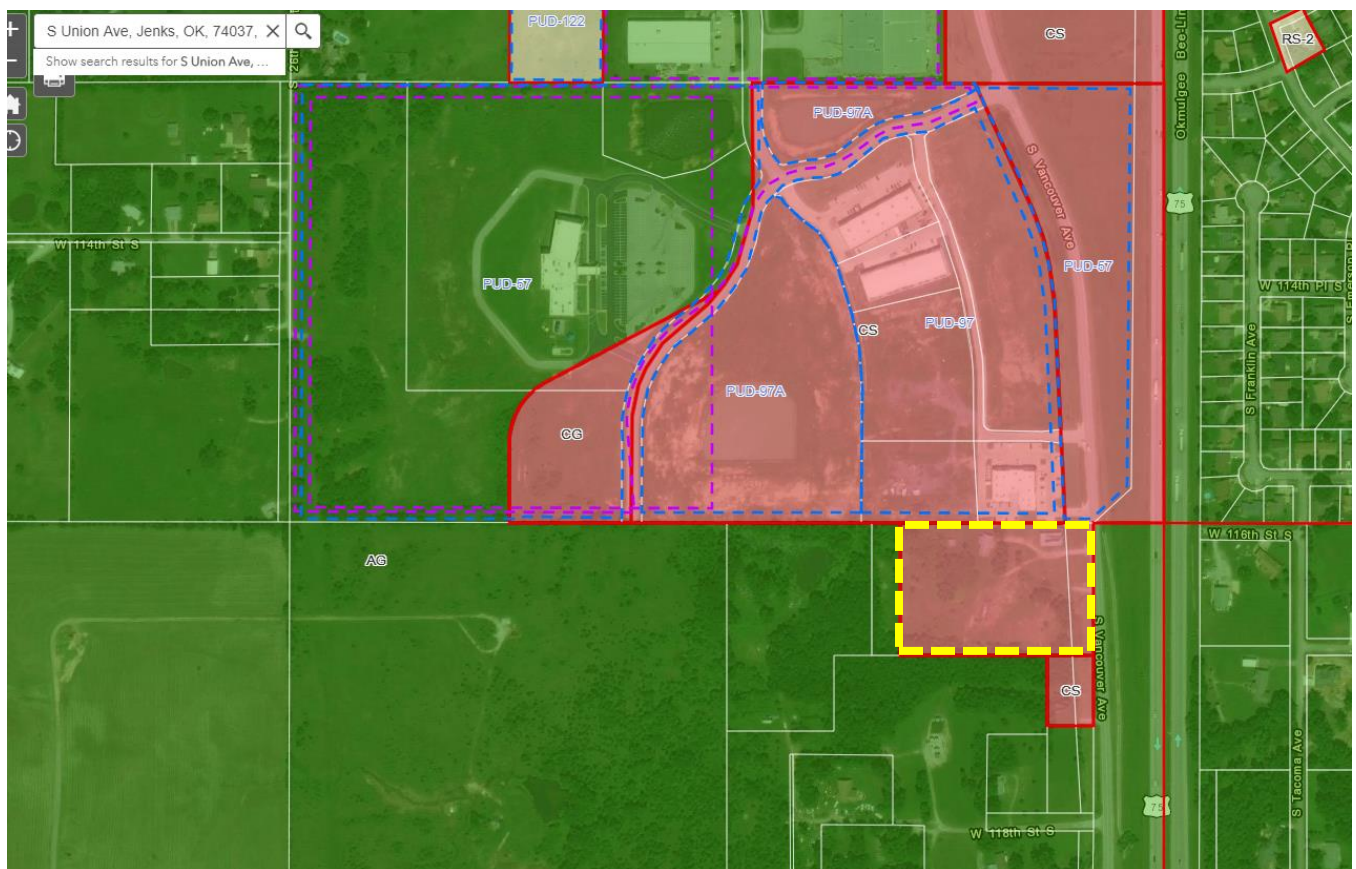 S Union Ave, Jenks, OK, 74037,
Show search results for S Union Ave, ...
S 26th
PUD-122
CS
Okmulgee Bee-Lin
RS-2
PUD-97A
S Vancouver Ave
75
W 114th St S
PUD-57
PUD-57
W 114th Pl S
S Emerson Pl
CS
PUD-97
S Franklin Ave
PUD-97A
CG
W 116th St S
AG
S Vancouver Ave
CS
S Tacoma Ave
75
W 118th St S